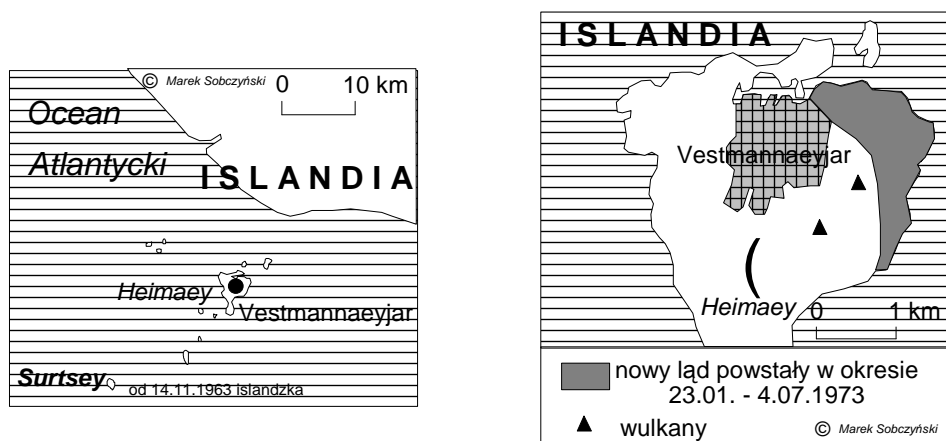 © Marek Sobczyński
0 10 km
Ocean
Atlantycki
ISLANDIA
Heimaey
Vestmannaeyjar
Surtsey
od 14.11.1963 islandzka
ISLANDIA
Vestmannaeyjar
Heimaey
0 1 km
nowy ląd powstały w okresie
23.01. - 4.07.1973
wulkany
© Marek Sobczyński